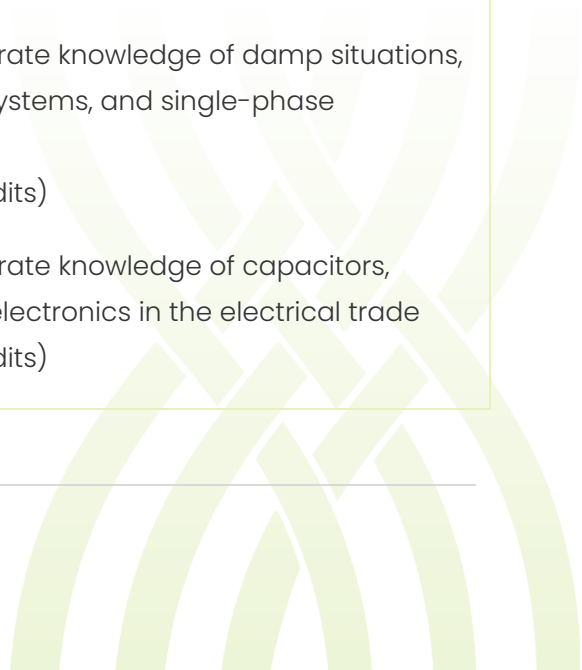 rate knowledge of damp situations,
ystems, and single-phase
dits)
rate knowledge of capacitors,
electronics in the electrical trade
dits)